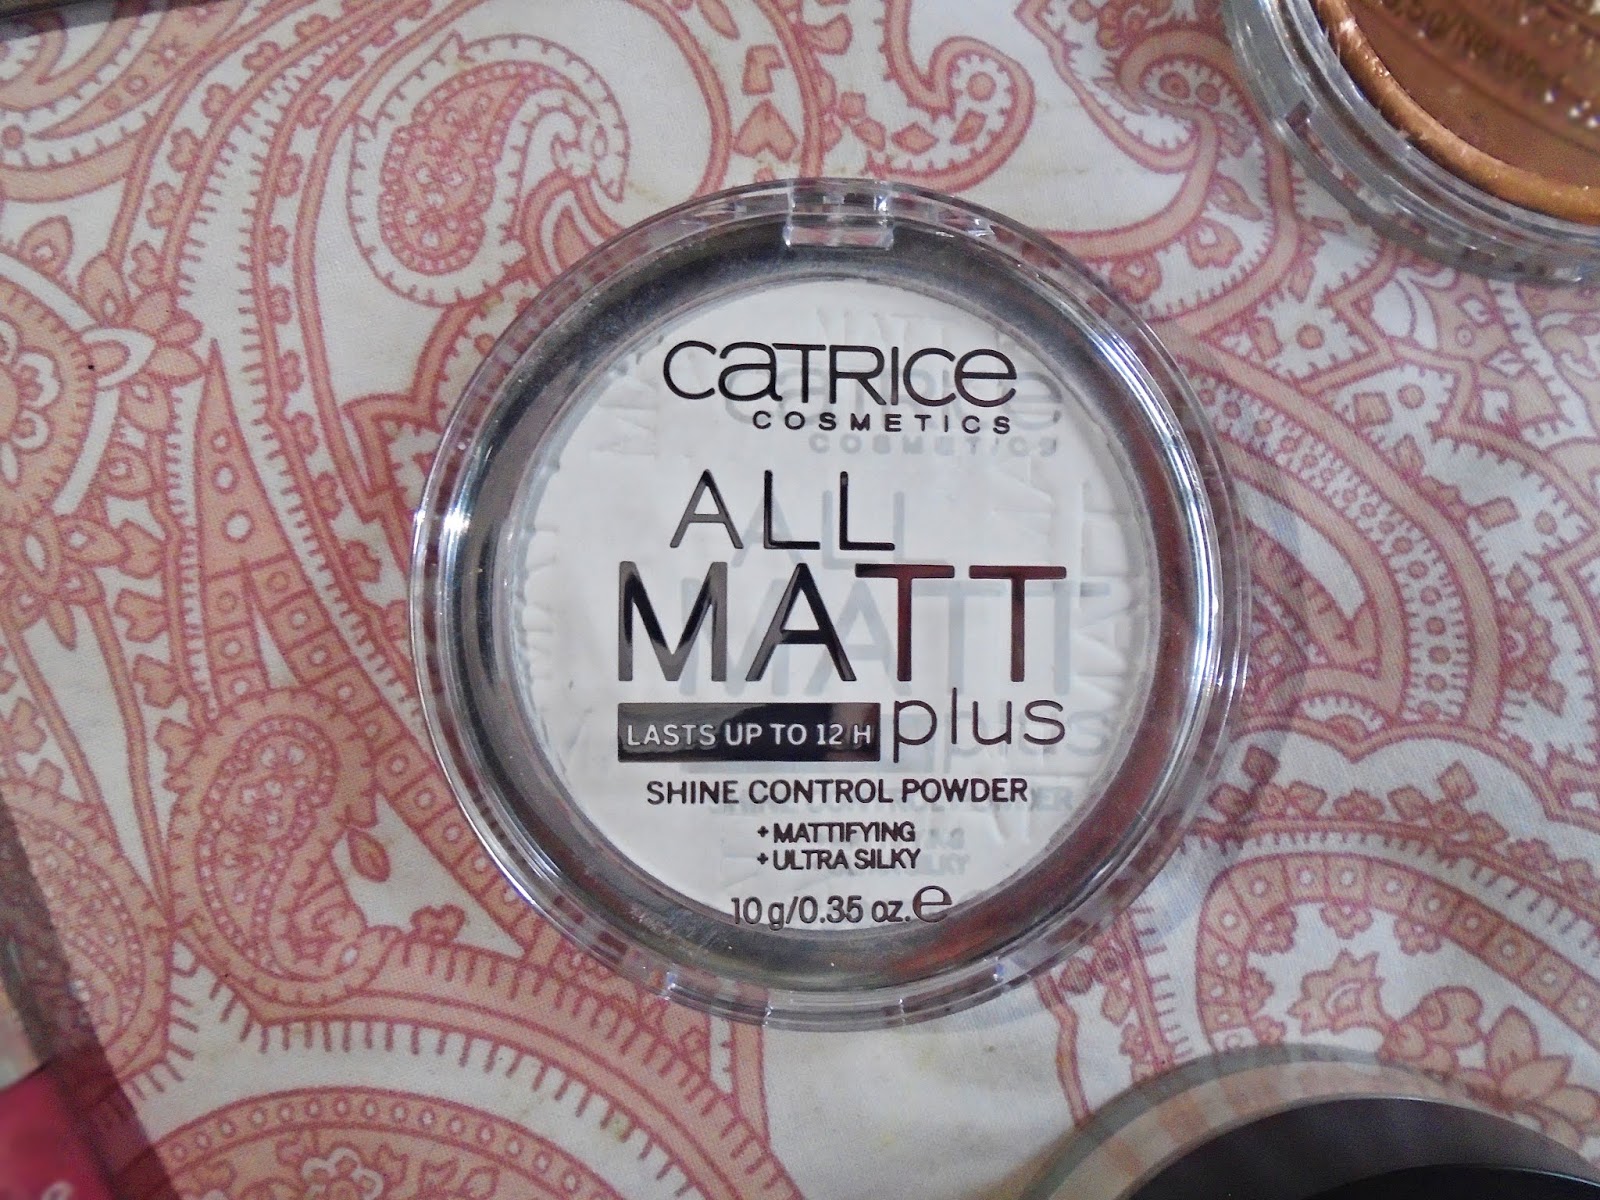 CATRICE
COSMETICS
ALL
MATT
plus
LASTS UP TO 12 H
SHINE CONTROL POWDER
+ MATTIFYING
+ ULTRA SILKY
10 g/0.35 oz. ℮